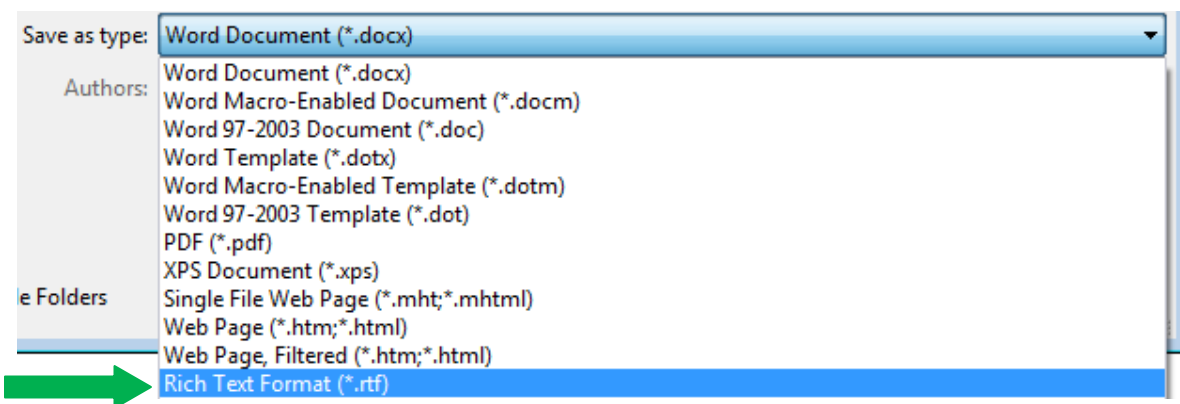 Save as type: Word Document (*.docx)
Authors:
Word Document (*.docx)
Word Macro-Enabled Document (*.docm)
Word 97-2003 Document (*.doc)
Word Template (*.dotx)
Word Macro-Enabled Template (*.dotm)
Word 97-2003 Template (*.dot)
PDF (*.pdf)
XPS Document (*.xps)
le Folders
Single File Web Page (*.mht;*.mhtml)
Web Page (*.htm;*.html)
Web Page, Filtered (*.htm;*.html)
Rich Text Format (*.rtf)